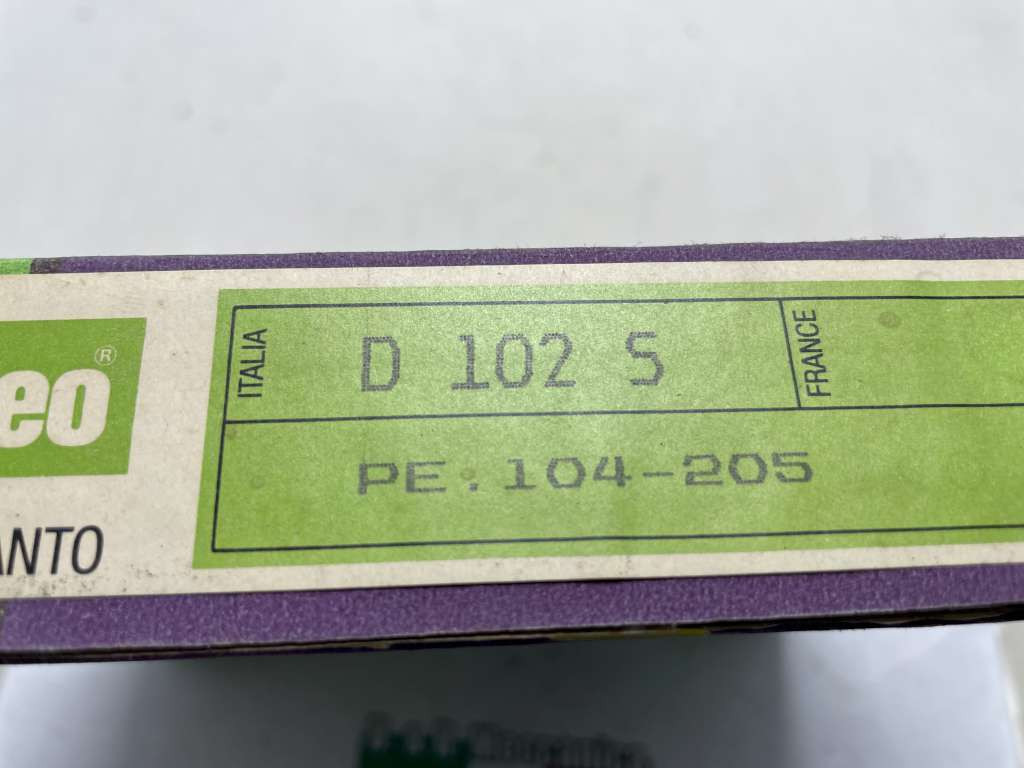 eo®
ANTO
ITALIA
D 102 S
FRANCE
PE. 104-205